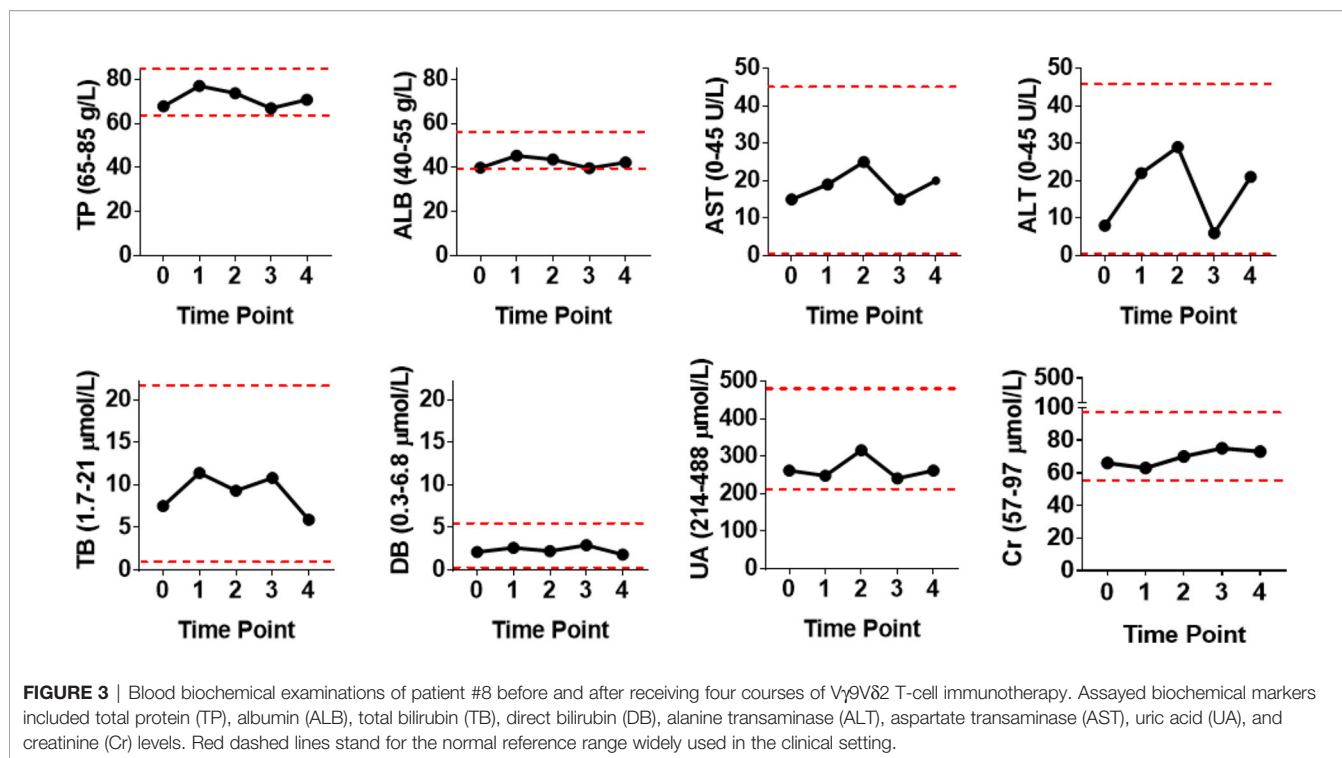 TP (65-85 g/L)
80
60
40
20
0
0 1 2 3 4
Time Point
ALB (40-55 g/L)
80
60
40
20
0
0 1 2 3 4
Time Point
AST (0-45 U/L)
50
40
30
20
10
0
0 1 2 3 4
Time Point
ALT (0-45 U/L)
50
40
30
20
10
0
0 1 2 3 4
Time Point
TB (1.7-21 μmol/L)
20
15
10
5
0
0 1 2 3 4
Time Point
DB (0.3-6.8 μmol/L)
20
15
10
5
0
0 1 2 3 4
Time Point
UA (214-488 μmol/L)
500
400
300
200
100
0
0 1 2 3 4
Time Point
Cr (57-97 μmol/L)
500
100
80
60
40
20
0
0 1 2 3 4
Time Point
FIGURE 3 | Blood biochemical examinations of patient #8 before and after receiving four courses of Vγ9Vδ2 T-cell immunotherapy. Assayed biochemical markers
included total protein (TP), albumin (ALB), total bilirubin (TB), direct bilirubin (DB), alanine transaminase (ALT), aspartate transaminase (AST), uric acid (UA), and
creatinine (Cr) levels. Red dashed lines stand for the normal reference range widely used in the clinical setting.